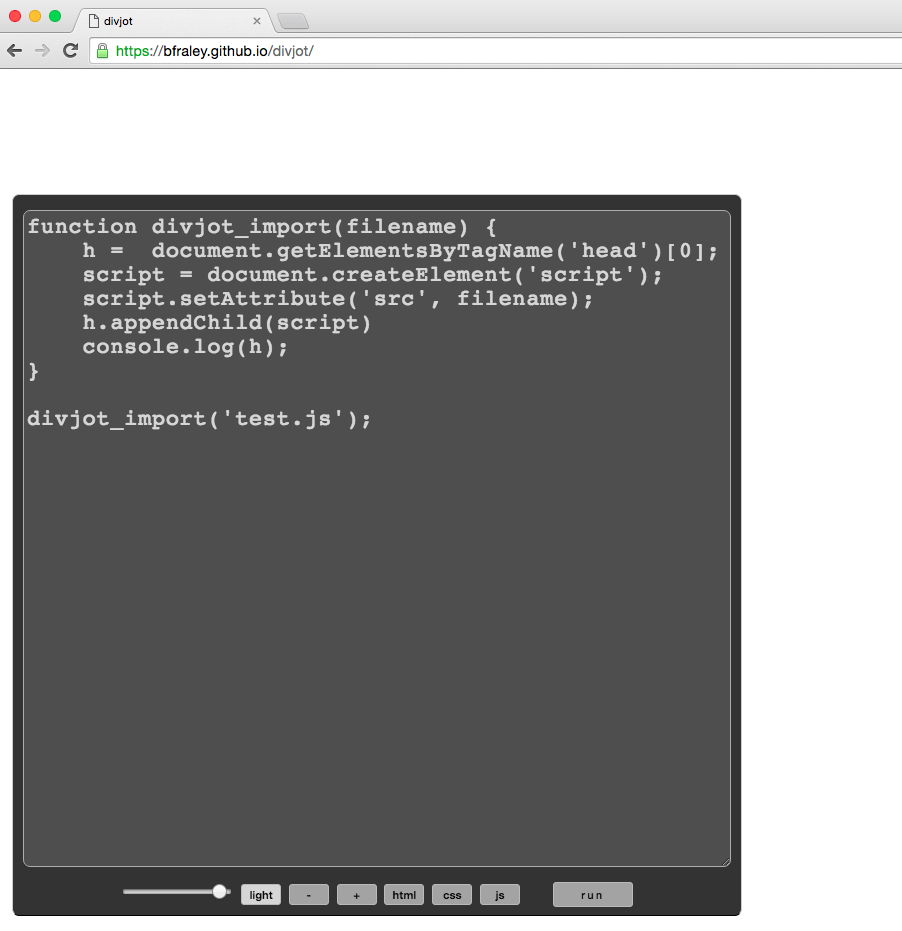 divjot
https://bfraley.github.io/divjot/
function divjot_import(filename) {
    h =  document.getElementsByTagName('head')[0];
    script = document.createElement('script');
    script.setAttribute('src', filename);
    h.appendChild(script)
    console.log(h);
}
divjot_import('test.js');
light - + html css js run